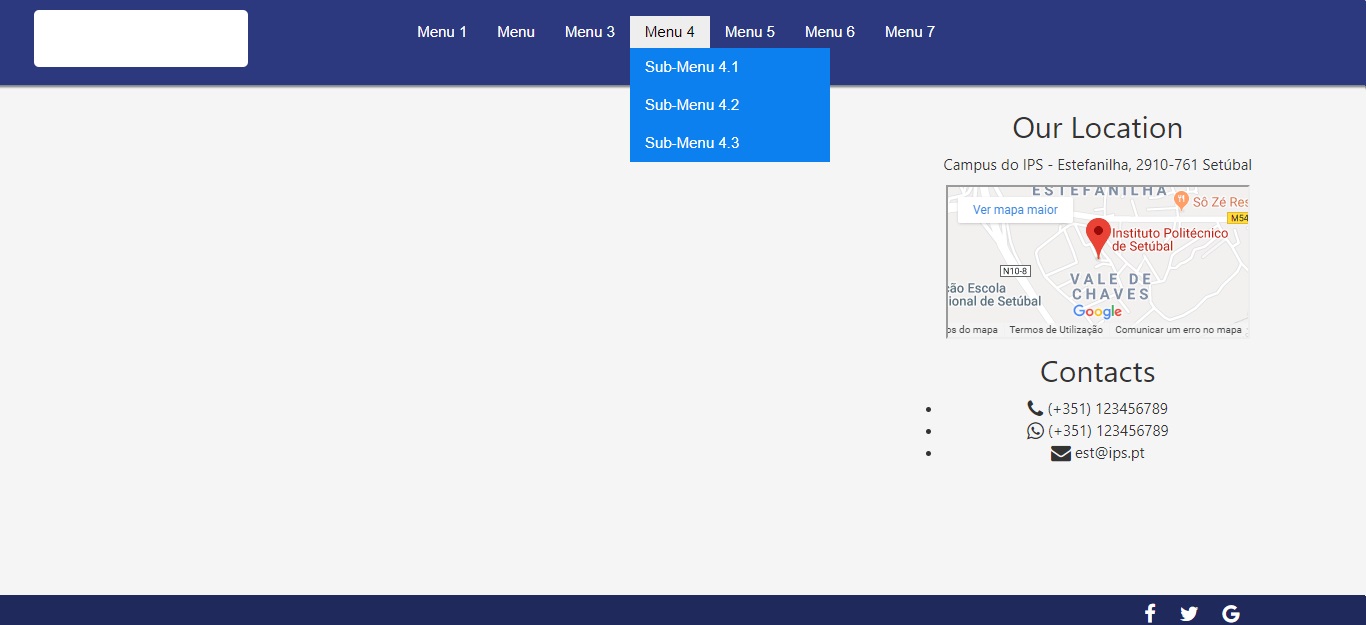 Menu 1 Menu Menu 3 Menu 4 Menu 5 Menu 6 Menu 7
Sub-Menu 4.1
Sub-Menu 4.2
Sub-Menu 4.3
Our Location
Campus do IPS - Estefanilha, 2910-761 Setúbal
ESTEFANILHA
Ver mapa maior
Sô Zé Res
M54
Instituto Politécnico
de Setúbal
N10-8
VALE DE
CHAVES
ção Escola
ional de Setúbal
Google
os do mapa Termos de Utilização Comunicar um erro no mapa
Contacts
(+351) 123456789
(+351) 123456789
est@ips.pt